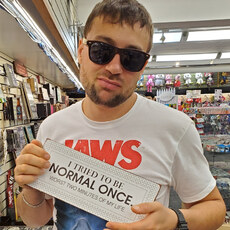 JAWS
I TRIED TO BE
NORMAL ONCE.
WORST TWO MINUTES OF MY LIFE.